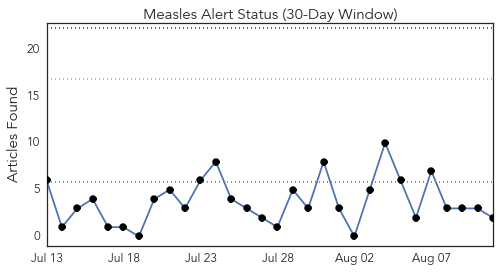 Measles Alert Status (30-Day Window)
Articles Found
20
15
10
5
0
Jul 13 Jul 18 Jul 23 Jul 28 Aug 02 Aug 07